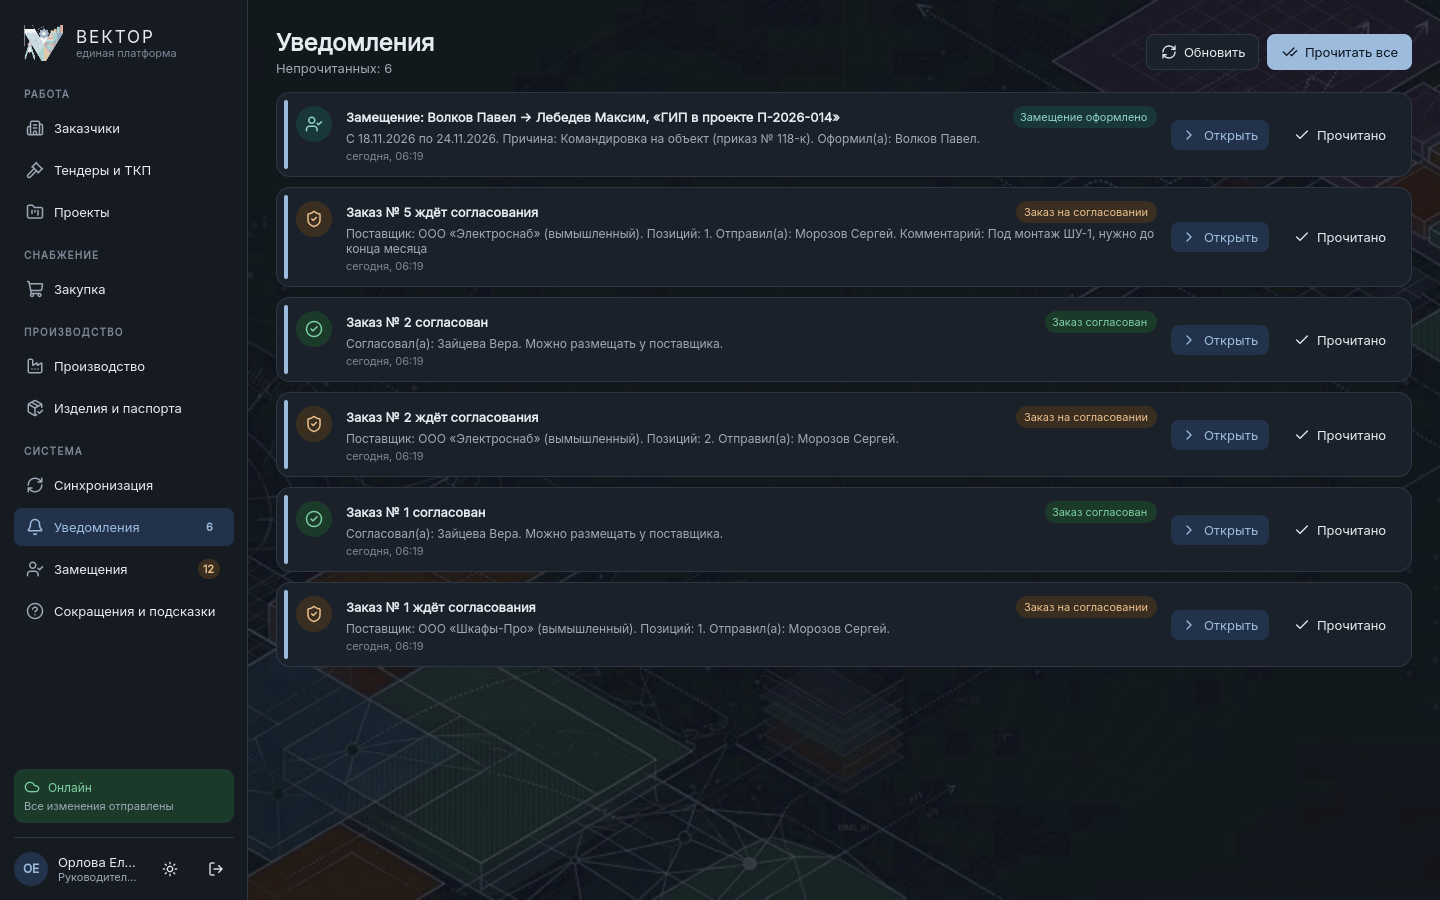 ВЕКТОР
единая платформа
РАБОТА
Заказчики
Тендеры и ТКП
Проекты
СНАБЖЕНИЕ
Закупка
ПРОИЗВОДСТВО
Производство
Изделия и паспорта
СИСТЕМА
Синхронизация
Уведомления 6
Замещения 12
Сокращения и подсказки
Онлайн
Все изменения отправлены
ОЕ
Орлова Ел...
Руководител...
Уведомления
Непрочитанных: 6
Обновить
Прочитать все
Замещение: Волков Павел → Лебедев Максим, «ГИП в проекте П-2026-014»
Замещение оформлено
С 18.11.2026 по 24.11.2026. Причина: Командировка на объект (приказ № 118-к). Оформил(а): Волков Павел.
сегодня, 06:19
Открыть
Прочитано
Заказ № 5 ждёт согласования
Заказ на согласовании
Поставщик: ООО «Электроснаб» (вымышленный). Позиций: 1. Отправил(а): Морозов Сергей. Комментарий: Под монтаж ШУ-1, нужно до
конца месяца
сегодня, 06:19
Открыть
Прочитано
Заказ № 2 согласован
Заказ согласован
Согласовал(а): Зайцева Вера. Можно размещать у поставщика.
сегодня, 06:19
Открыть
Прочитано
Заказ № 2 ждёт согласования
Заказ на согласовании
Поставщик: ООО «Электроснаб» (вымышленный). Позиций: 2. Отправил(а): Морозов Сергей.
сегодня, 06:19
Открыть
Прочитано
Заказ № 1 согласован
Заказ согласован
Согласовал(а): Зайцева Вера. Можно размещать у поставщика.
сегодня, 06:19
Открыть
Прочитано
Заказ № 1 ждёт согласования
Заказ на согласовании
Поставщик: ООО «Шкафы-Про» (вымышленный). Позиций: 1. Отправил(а): Морозов Сергей.
сегодня, 06:19
Открыть
Прочитано